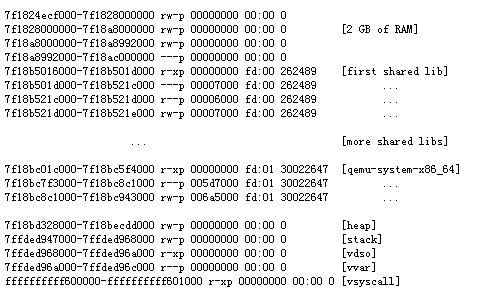 7f1824ecf000-7f1828000000 rw-p 00000000 00:00 0
7f1828000000-7f18a8000000 rw-p 00000000 00:00 0 [2 GB of RAM]
7f18a8000000-7f18a8992000 rw-p 00000000 00:00 0
7f18a8992000-7f18ac000000 ---p 00000000 00:00 0
7f18b5016000-7f18b501d000 r-xp 00000000 fd:00 262489 [first shared lib]
7f18b501d000-7f18b521c000 ---p 00007000 fd:00 262489 ...
7f18b521c000-7f18b521d000 r--p 00006000 fd:00 262489 ...
7f18b521d000-7f18b521e000 rw-p 00007000 fd:00 262489 ...
... [more shared libs]
7f18bc01c000-7f18bc5f4000 r-xp 00000000 fd:01 30022647 [qemu-system-x86_64]
7f18bc7f3000-7f18bc8c1000 r--p 005d7000 fd:01 30022647 ...
7f18bc8c1000-7f18bc943000 rw-p 006a5000 fd:01 30022647 ...
7f18bd328000-7f18becdd000 rw-p 00000000 00:00 0 [heap]
7ffded947000-7ffded968000 rw-p 00000000 00:00 0 [stack]
7ffded968000-7ffded96a000 r-xp 00000000 00:00 0 [vdso]
7ffded96a000-7ffded96c000 r--p 00000000 00:00 0 [vvar]
ffffffffff600000-ffffffffff601000 r-xp 00000000 00:00 0 [vsyscall]